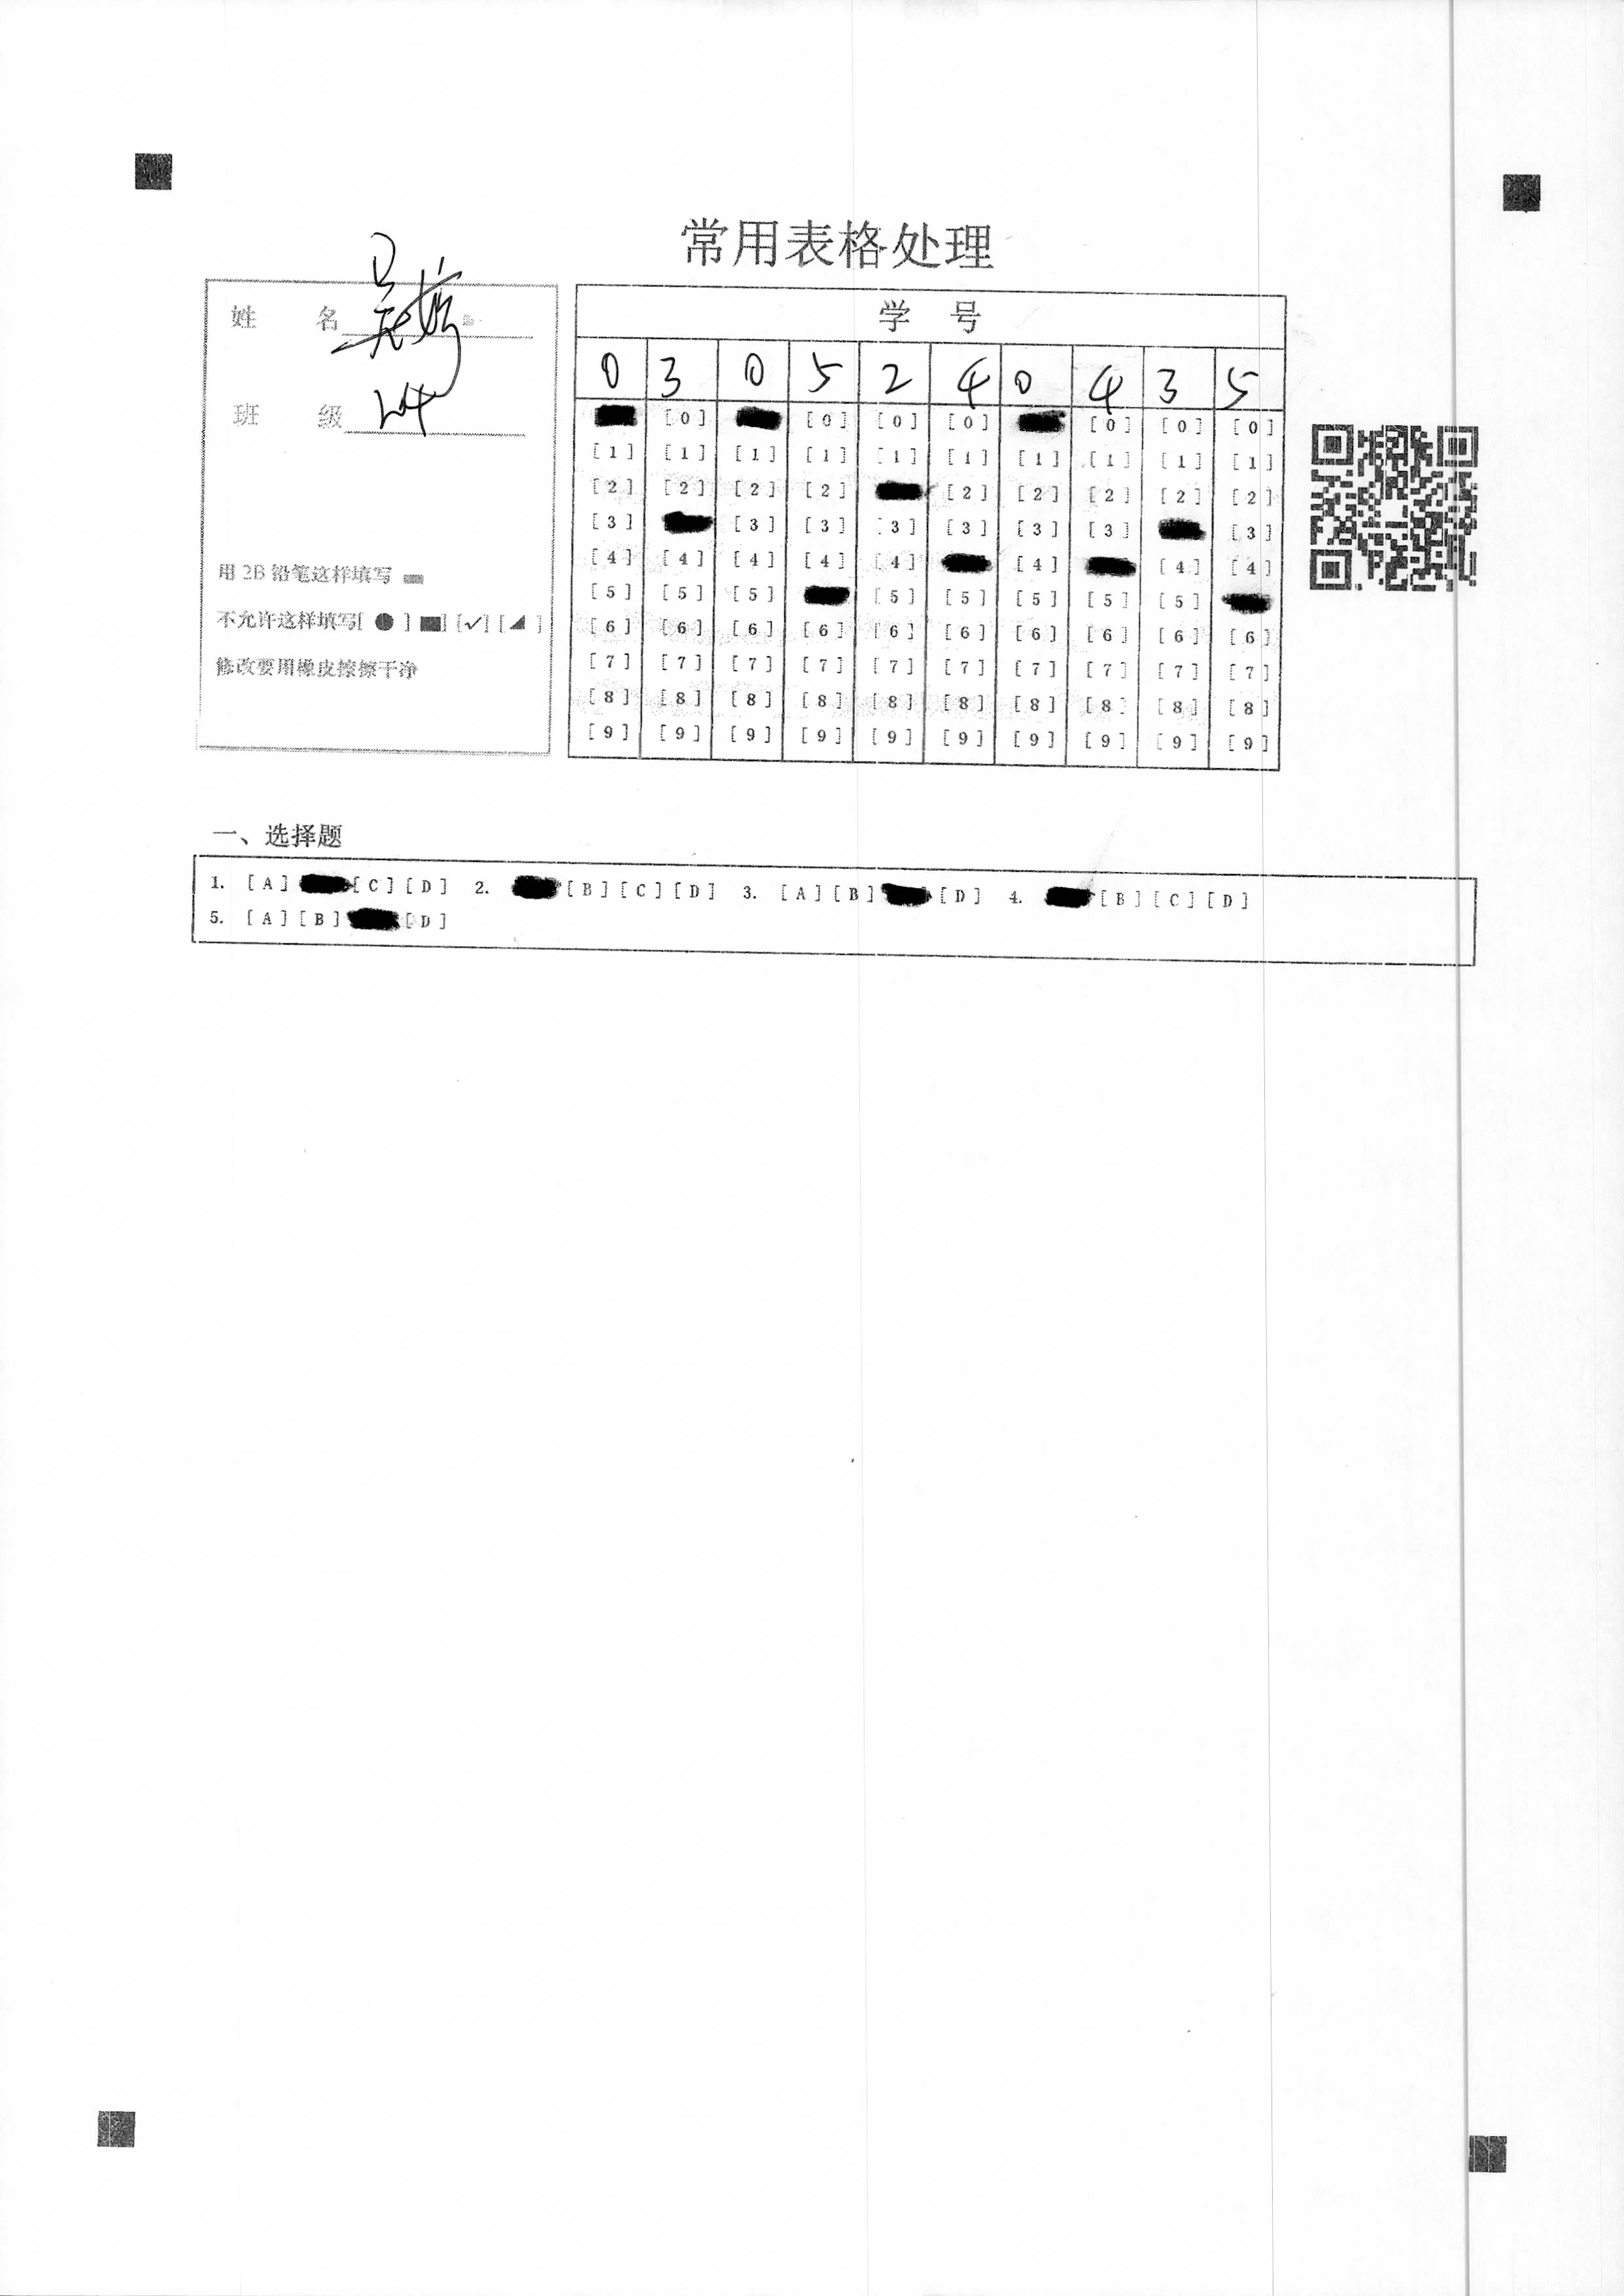 常用表格处理
姓 名 吴
班 级 24
用 2B 铅笔这样填写
不允许这样填写[ ● ] ■] [✓] [◢ ]
修改要用橡皮擦擦干净
学 号
0 3 0 5 2 4 0 4 3 5
[0] [0] [0] [0] [0] [0]
[1] [1] [1] [1] [1] [1] [1] [1] [1] [1]
[2] [2] [2] [2] [2] [2] [2] [2] [2]
[3] [3] [3] [3] [3] [3] [3] [3]
[4] [4] [4] [4] [4] [4] [4] [4]
[5] [5] [5] [5] [5] [5] [5] [5]
[6] [6] [6] [6] [6] [6] [6] [6] [6] [6]
[7] [7] [7] [7] [7] [7] [7] [7] [7] [7]
[8] [8] [8] [8] [8] [8] [8] [8] [8] [8]
[9] [9] [9] [9] [9] [9] [9] [9] [9] [9]
一、选择题
1. [A] [C] [D] 2. [B] [C] [D] 3. [A] [B] [D] 4. [B] [C] [D]
5. [A] [B] [D]